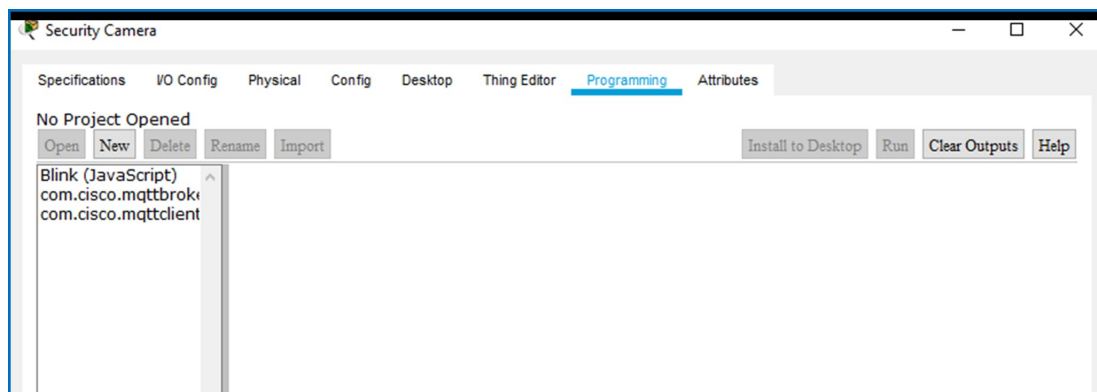 Security Camera
Specifications I/O Config Physical Config Desktop Thing Editor Programming Attributes
No Project Opened
Open New Delete Rename Import Install to Desktop Run Clear Outputs Help
Blink (JavaScript)
com.cisco.mqttbroke
com.cisco.mqttclient